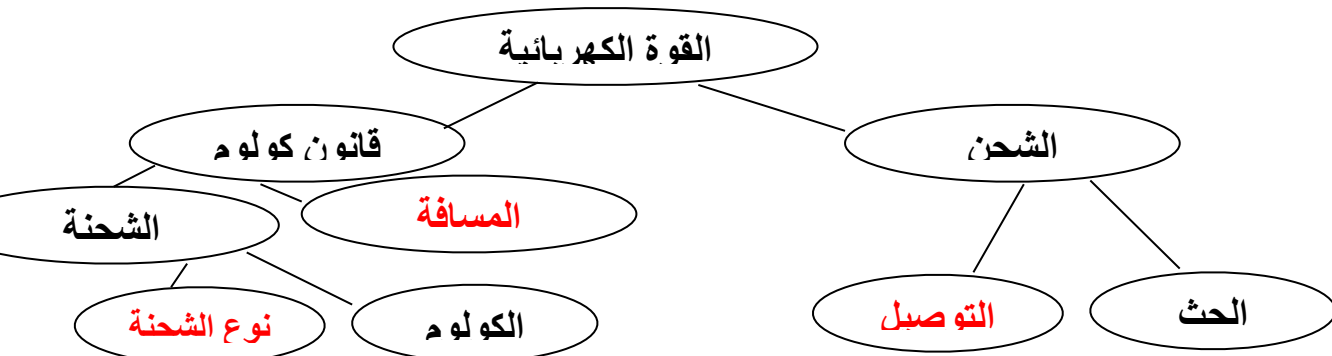 القوة الكهربائية
قانون كولوم
الشحن
المسافة
الشحنة
التوصيل
الحث
نوع الشحنة
الكولوم